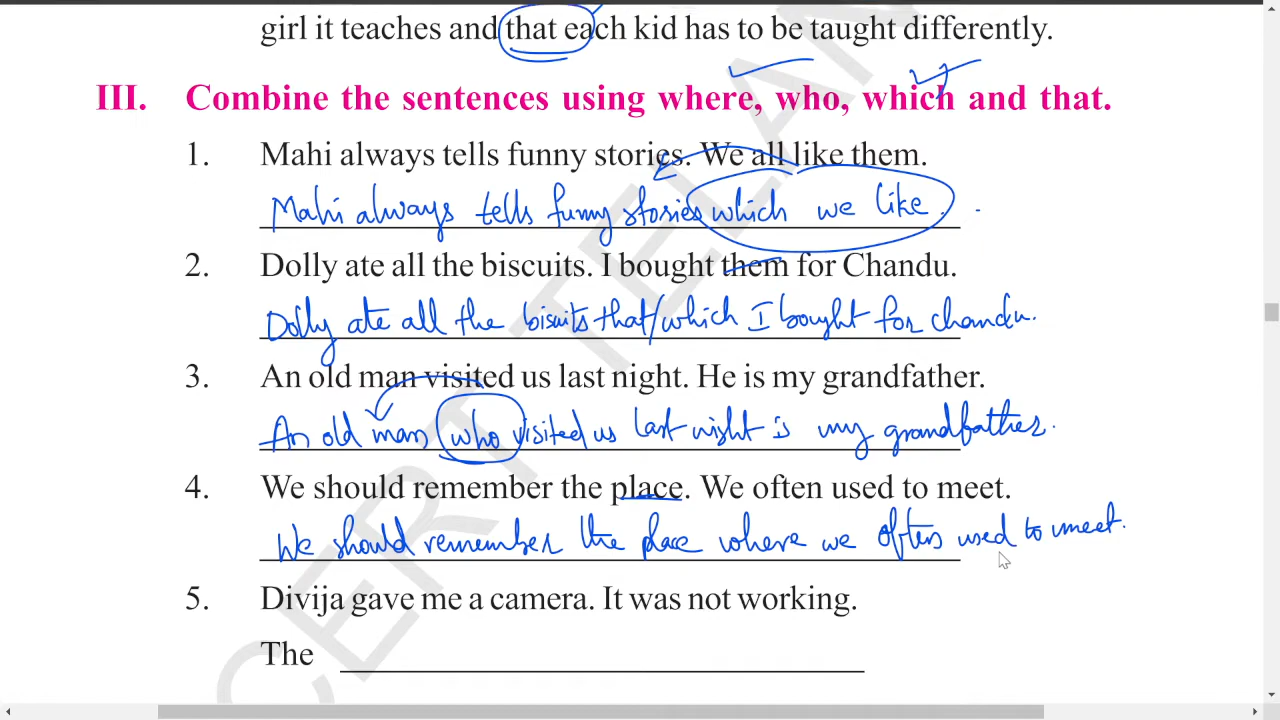 girl it teaches and that each kid has to be taught differently.
III. Combine the sentences using where, who, which and that.
1. Mahi always tells funny stories. We all like them.
Mahi always tells funny stories which we like.
2. Dolly ate all the biscuits. I bought them for Chandu.
Dolly ate all the bisuits that/which I bought for chandu.
3. An old man visited us last night. He is my grandfather.
An old man who visited us last night is my grandfather.
4. We should remember the place. We often used to meet.
We should remember the place where we often used to meet.
5. Divija gave me a camera. It was not working.
The
CERT TELAN